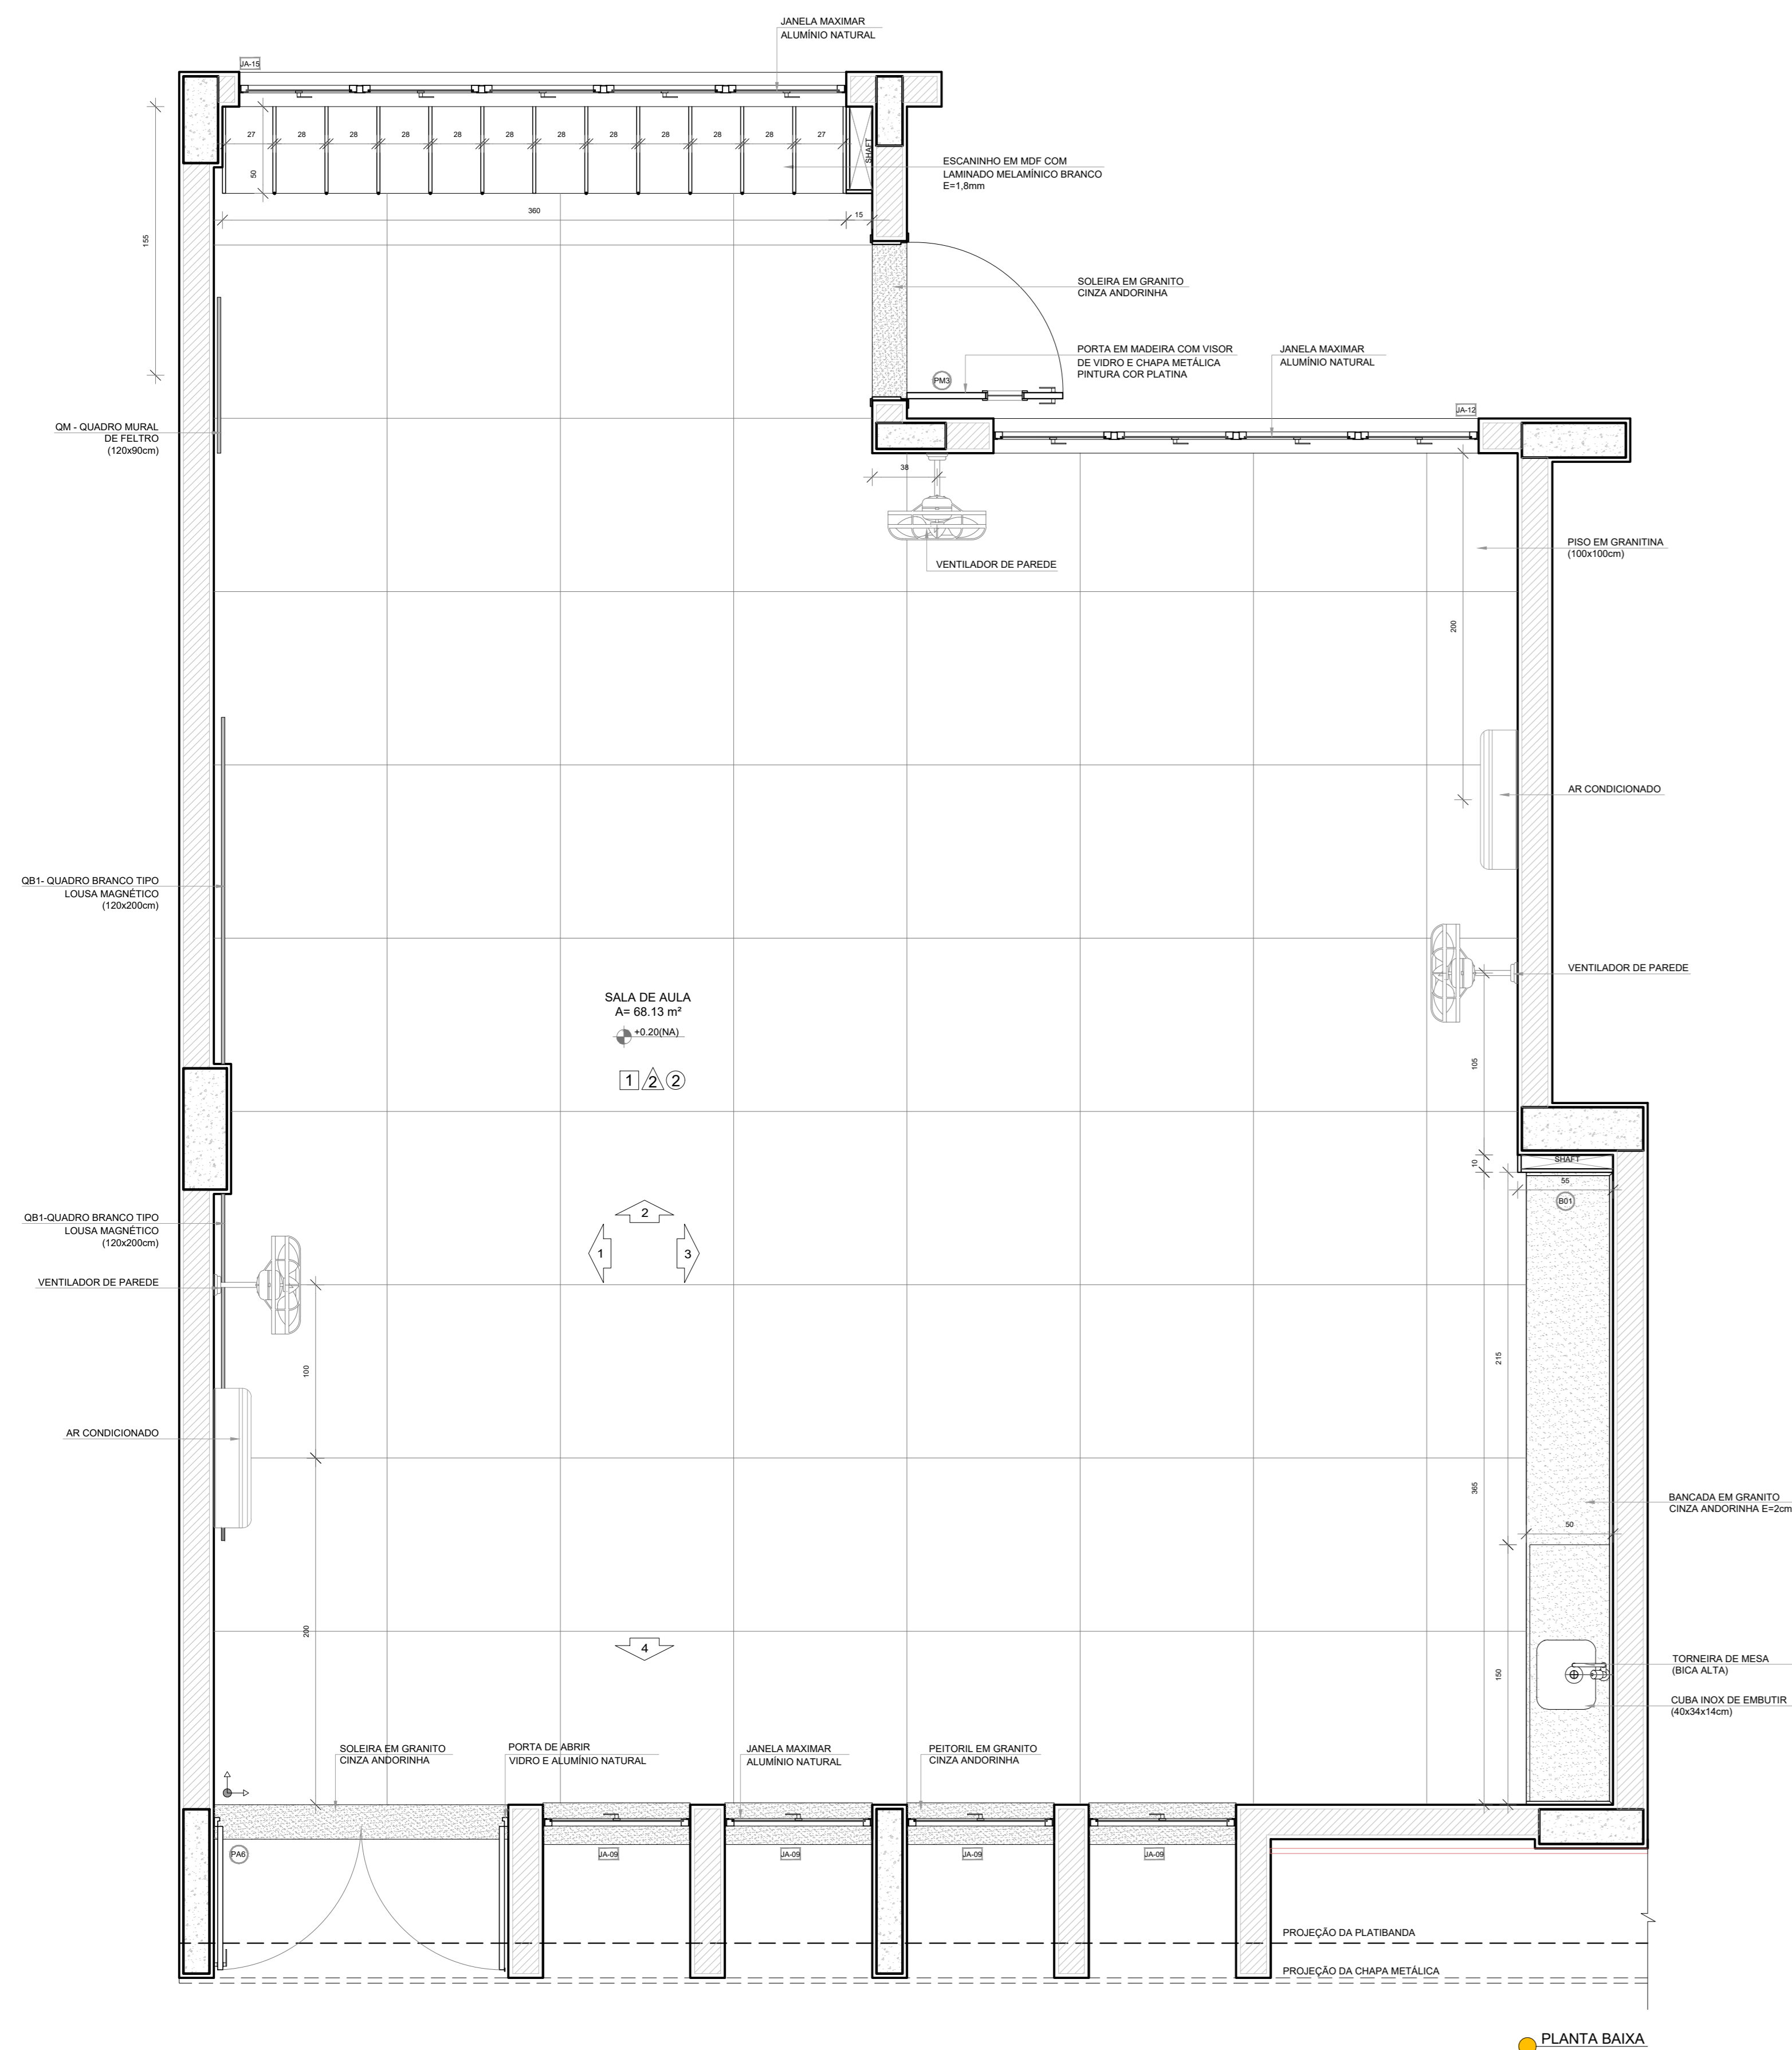 JANELA MAXIMAR
ALUMÍNIO NATURAL
JA-15
27
28
28
28
28
28
28
28
28
28
28
27
SHAFT
50
155
ESCANINHO EM MDF COM
LAMINADO MELAMÍNICO BRANCO
E=1,8mm
360
15
SOLEIRA EM GRANITO
CINZA ANDORINHA
PORTA EM MADEIRA COM VISOR
DE VIDRO E CHAPA METÁLICA
PINTURA COR PLATINA
JANELA MAXIMAR
ALUMÍNIO NATURAL
PM3
JA-12
QM - QUADRO MURAL
DE FELTRO
(120x90cm)
38
VENTILADOR DE PAREDE
PISO EM GRANITINA
(100x100cm)
200
AR CONDICIONADO
QB1- QUADRO BRANCO TIPO
LOUSA MAGNÉTICO
(120x200cm)
VENTILADOR DE PAREDE
SALA DE AULA
A= 68.13 m²
+0.20(NA)
1 2 2
105
10
SHAFT
55
B01
QB1-QUADRO BRANCO TIPO
LOUSA MAGNÉTICO
(120x200cm)
2
1
3
VENTILADOR DE PAREDE
100
215
AR CONDICIONADO
365
BANCADA EM GRANITO
CINZA ANDORINHA E=2cm
50
200
4
150
TORNEIRA DE MESA
(BICA ALTA)
CUBA INOX DE EMBUTIR
(40x34x14cm)
SOLEIRA EM GRANITO
CINZA ANDORINHA
PORTA DE ABRIR
VIDRO E ALUMÍNIO NATURAL
JANELA MAXIMAR
ALUMÍNIO NATURAL
PEITORIL EM GRANITO
CINZA ANDORINHA
PA6
JA-09
JA-09
JA-09
JA-09
PROJEÇÃO DA PLATIBANDA
PROJEÇÃO DA CHAPA METÁLICA
PLANTA BAIXA